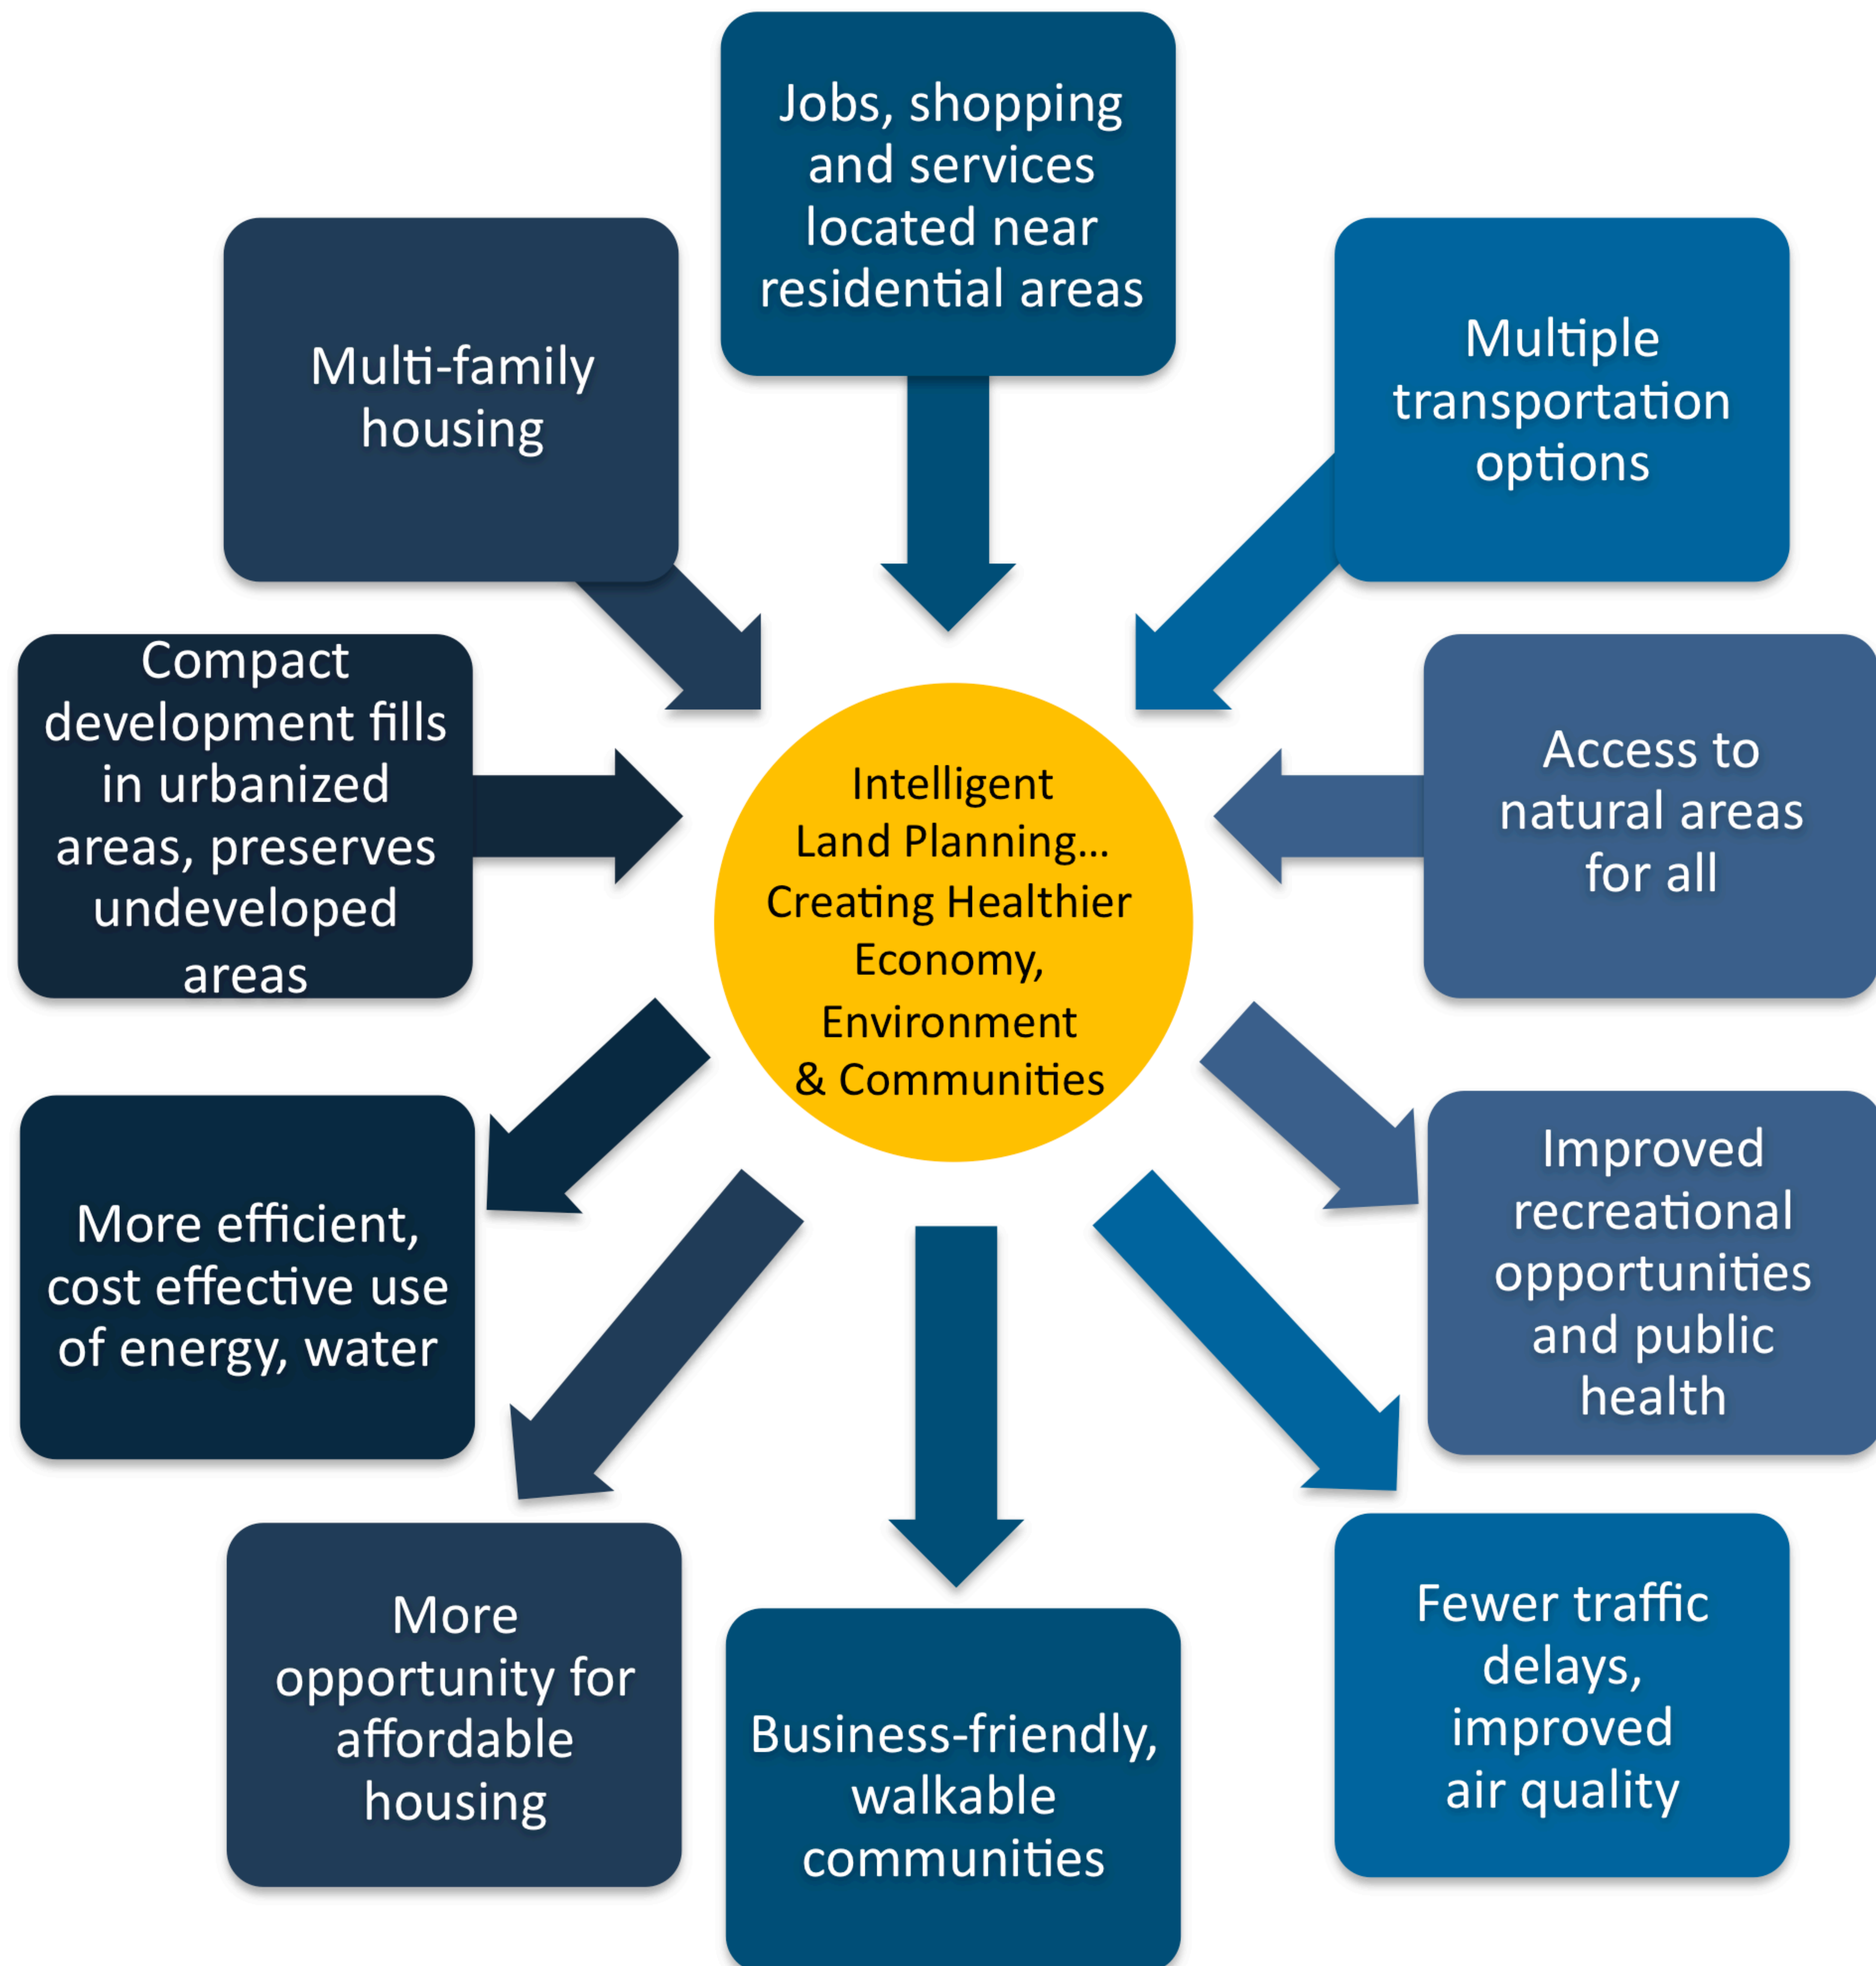 Jobs, shopping
and services
located near
residential areas
Multi-family
housing
Multiple
transportation
options
Compact
development fills
in urbanized
areas, preserves
undeveloped
areas
Intelligent
Land Planning...
Creating Healthier
Economy,
Environment
& Communities
Access to
natural areas
for all
More efficient,
cost effective use
of energy, water
Improved
recreational
opportunities
and public
health
More
opportunity for
affordable
housing
Business-friendly,
walkable
communities
Fewer traffic
delays,
improved
air quality